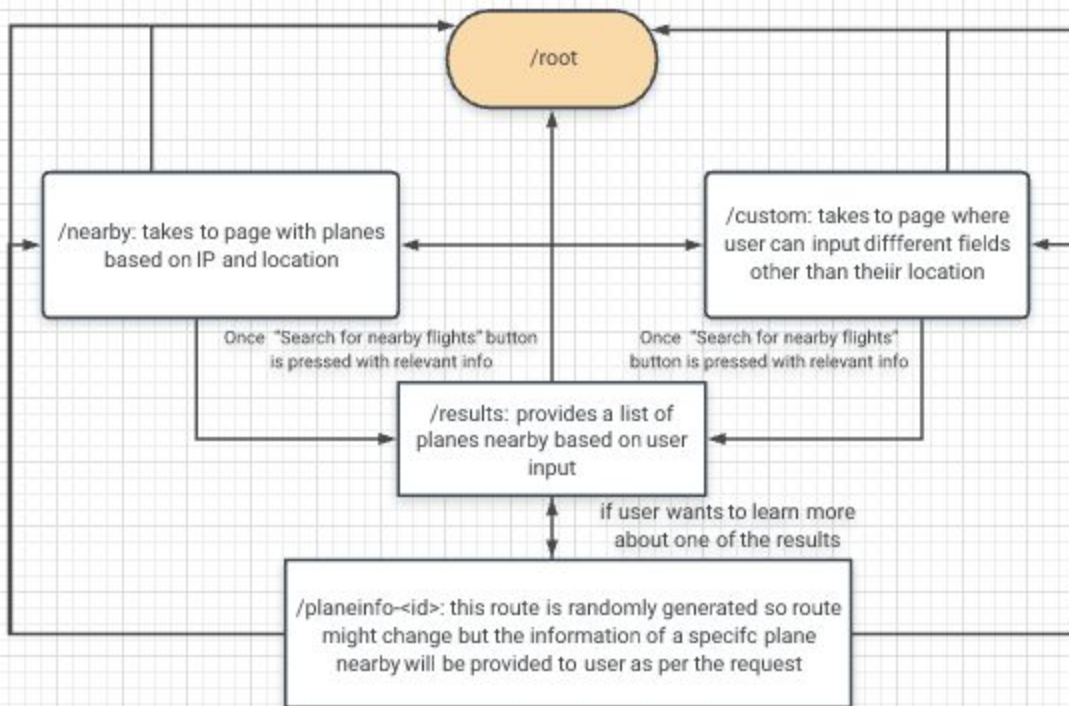 /root
/nearby: takes to page with planes
based on IP and location
/custom: takes to page where
user can input diffferent fields
other than theiir location
Once "Search for nearby flights" button
is pressed with relevant info
Once "Search for nearby flights"
button is pressed with relevant info
/results: provides a list of
planes nearby based on user
input
if user wants to learn more
about one of the results
/planeinfo-<id>: this route is randomly generated so route
might change but the information of a specifc plane
nearby will be provided to user as per the request